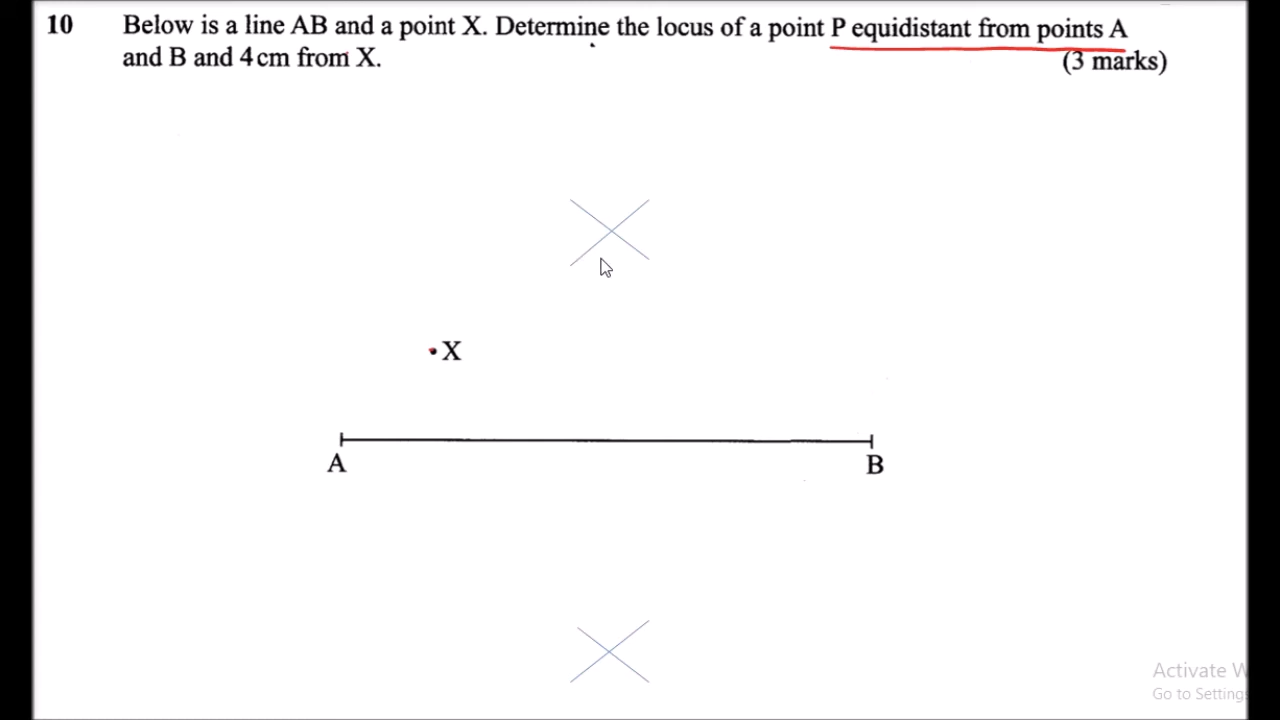 10 Below is a line AB and a point X. Determine the locus of a point P equidistant from points A
and B and 4 cm from X.
(3 marks)
X
A
B
Activate W
Go to Setting